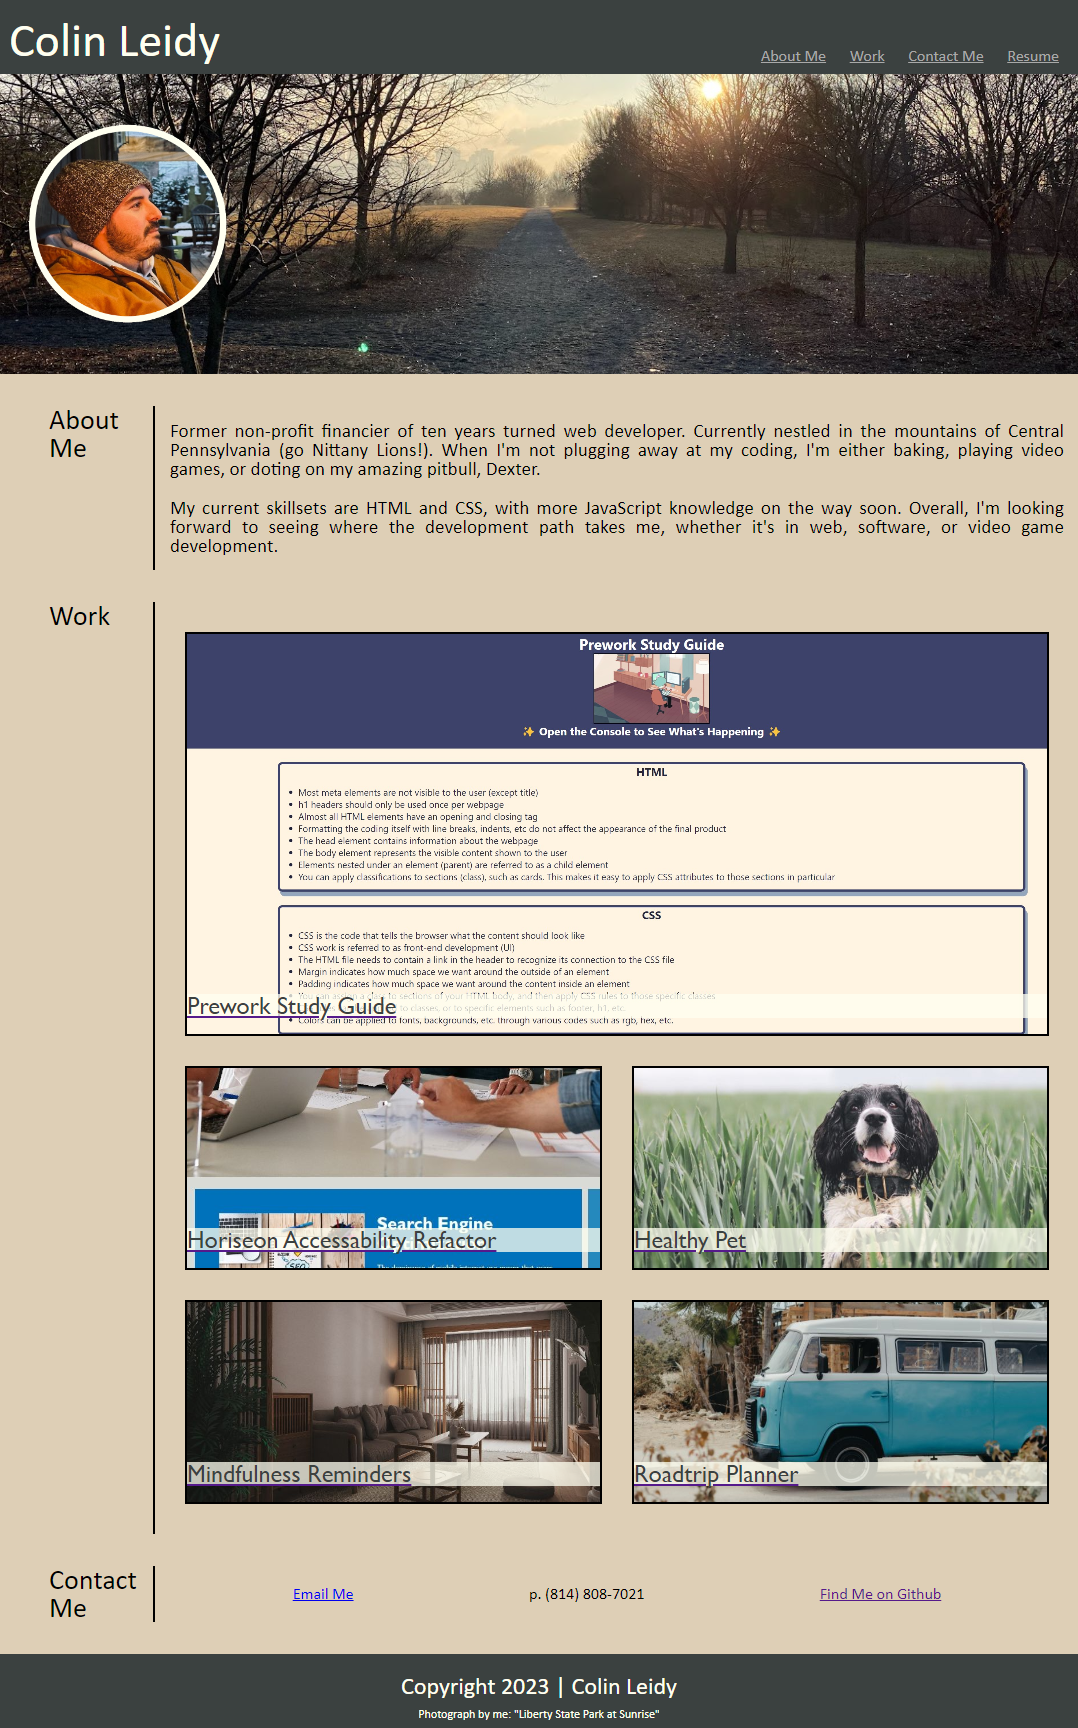 Colin Leidy
About Me Work Contact Me Resume
About
Me
Former non-profit financier of ten years turned web developer. Currently nestled in the mountains of Central
Pennsylvania (go Nittany Lions!). When I'm not plugging away at my coding, I'm either baking, playing video
games, or doting on my amazing pitbull, Dexter.
My current skillsets are HTML and CSS, with more JavaScript knowledge on the way soon. Overall, I'm looking
forward to seeing where the development path takes me, whether it's in web, software, or video game
development.
Work
Prework Study Guide
✨ Open the Console to See What's Happening ✨
HTML
• Most meta elements are not visible to the user (except title)
• h1 headers should only be used once per webpage
• Almost all HTML elements have an opening and closing tag
• Formatting the coding itself with line breaks, indents, etc do not affect the appearance of the final product
• The head element contains information about the webpage
• The body element represents the visible content shown to the user
• Elements nested under an element (parent) are referred to as a child element
• You can apply classifications to sections (class), such as cards. This makes it easy to apply CSS attributes to those sections in particular
CSS
• CSS is the code that tells the browser what the content should look like
• CSS work is referred to as front-end development (UI)
• The HTML file needs to contain a link in the header to recognize its connection to the CSS file
• Margin indicates how much space we want around the outside of an element
• Padding indicates how much space we want around the content inside an element
• You can assign a class to sections of your HTML body, and then apply CSS rules to those specific classes
Prework Study Guide
to classes, or to specific elements such as footer, h1, etc.
• Colors can be applied to fonts, backgrounds, etc. through various codes such as rgb, hex, etc.
Search Engine
Horiseon Accessability Refactor
SEO
Healthy Pet
Mindfulness Reminders
Roadtrip Planner
Contact
Me
Email Me
p. (814) 808-7021
Find Me on Github
Copyright 2023 | Colin Leidy
Photograph by me: "Liberty State Park at Sunrise"